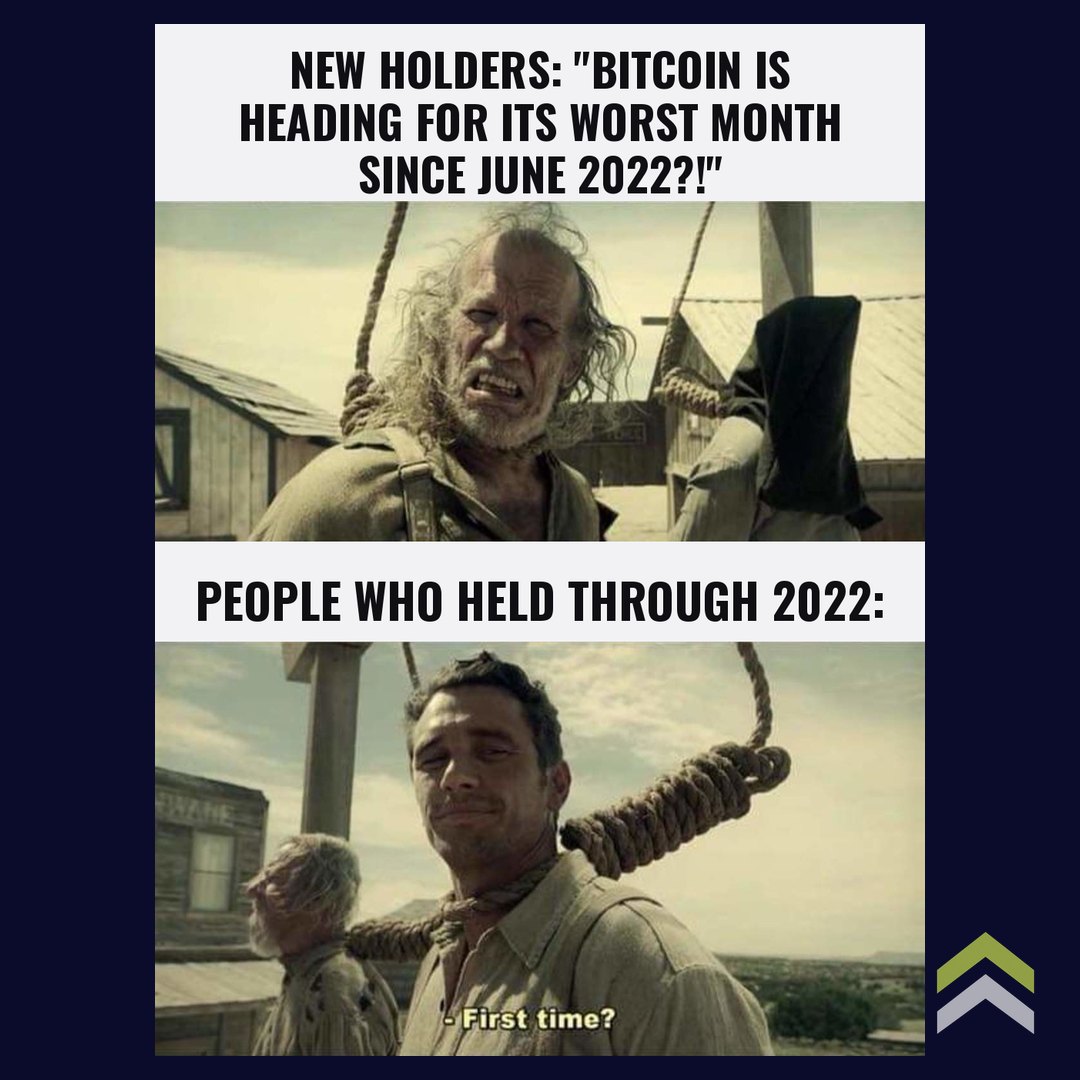 NEW HOLDERS: "BITCOIN IS
HEADING FOR ITS WORST MONTH
SINCE JUNE 2022?!"
PEOPLE WHO HELD THROUGH 2022:
- First time?